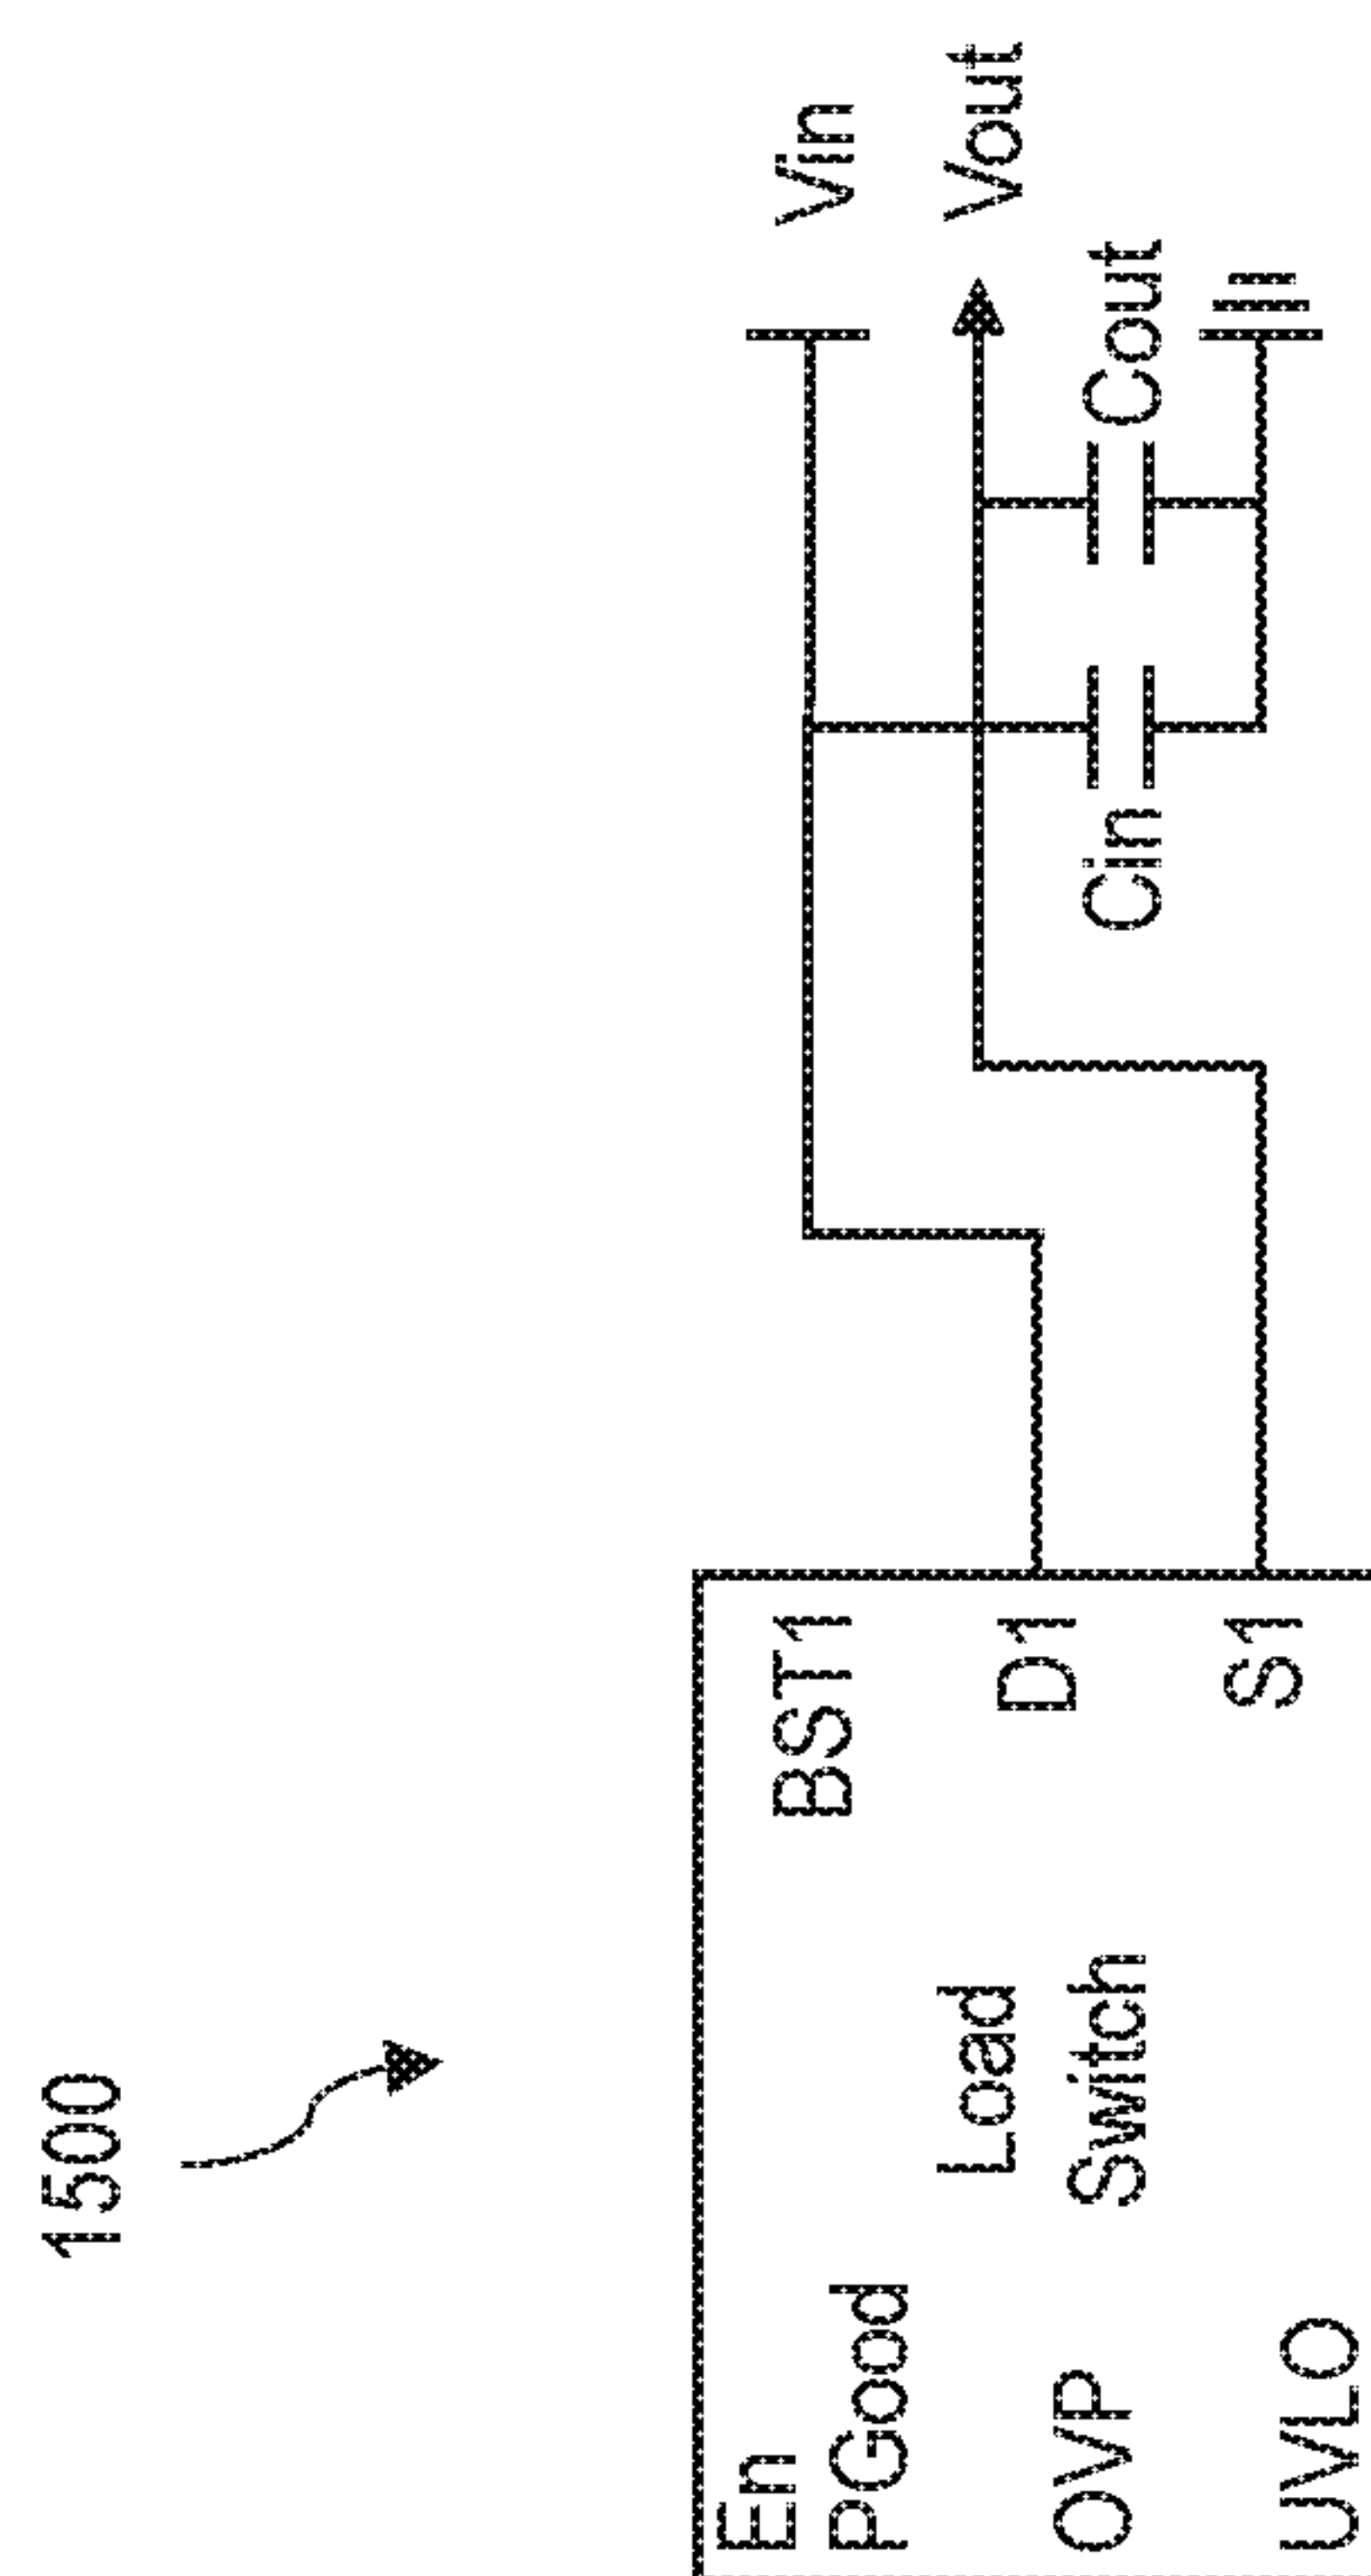 1500
En
PGood
OVP
UVLO
Load
Switch
BST1
D1
S1
Cin
Cout
Vin
Vout